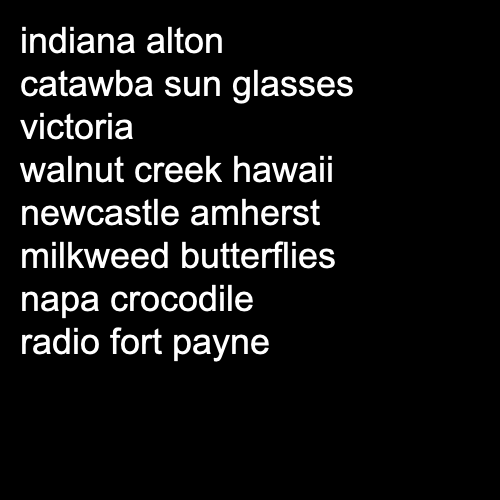 indiana alton
catawba sun glasses
victoria
walnut creek hawaii
newcastle amherst
milkweed butterflies
napa crocodile
radio fort payne